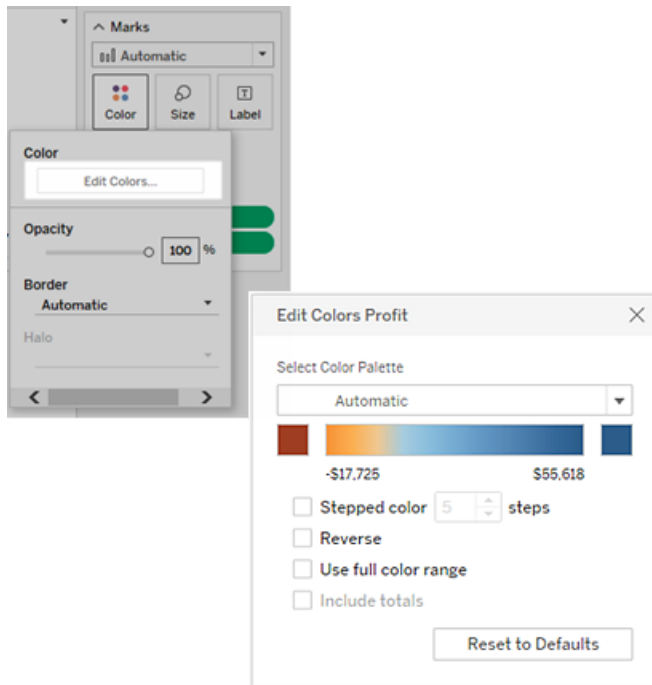 Marks
Automatic
Color Size Label
Color
Edit Colors...
Opacity
100 %
Border
Automatic
Halo
Edit Colors Profit
Select Color Palette
Automatic
-$17,725 $55,618
Stepped color 5 steps
Reverse
Use full color range
Include totals
Reset to Defaults